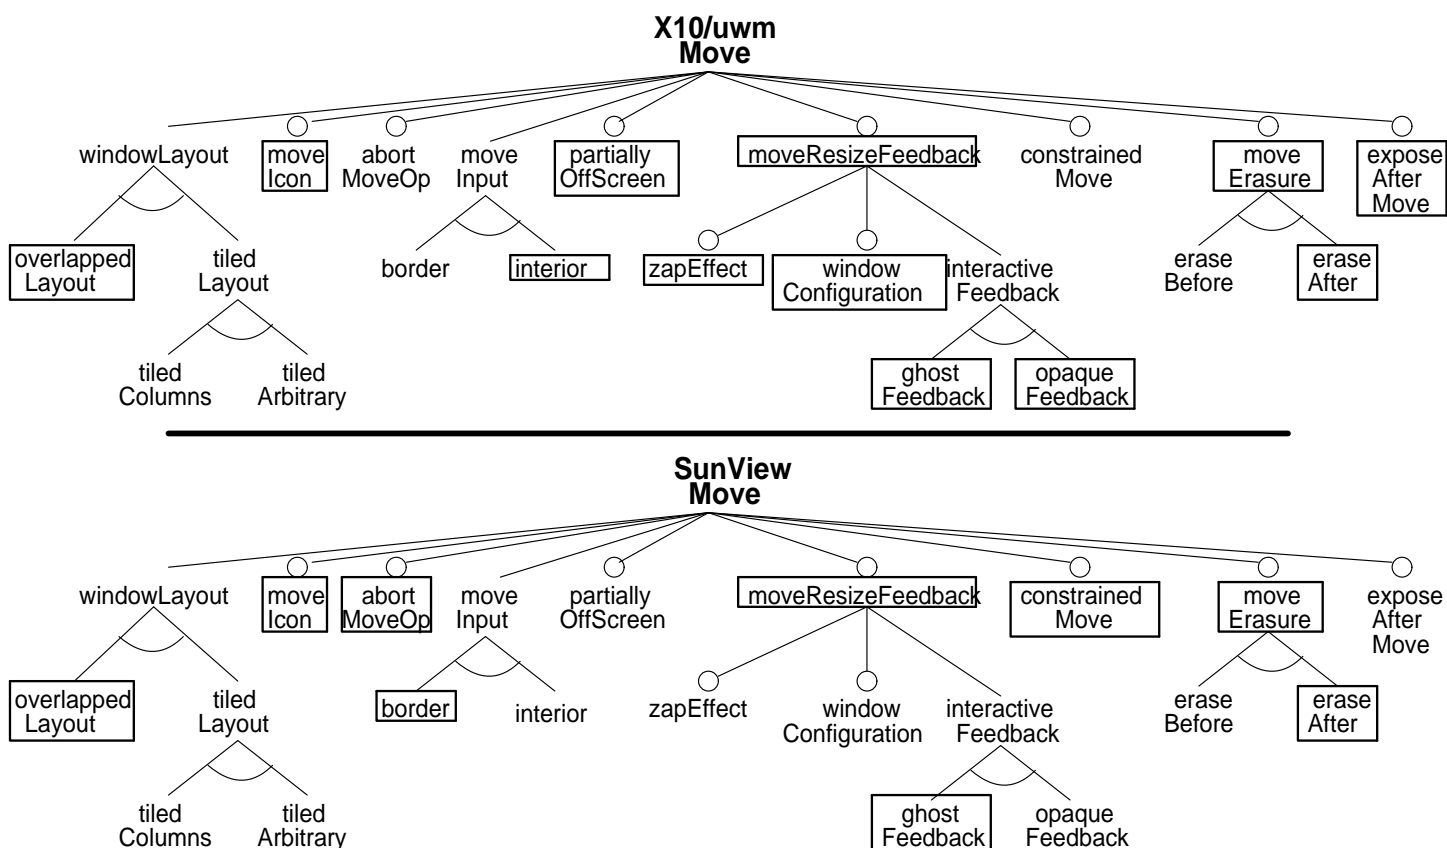 X10/uwm
Move
windowLayout
move
Icon
abort
MoveOp
move
Input
partially
OffScreen
moveResizeFeedback
constrained
Move
move
Erasure
expose
After
Move
overlapped
Layout
tiled
Layout
border
interior
zapEffect
window
Configuration
interactive
Feedback
erase
Before
erase
After
tiled
Columns
tiled
Arbitrary
ghost
Feedback
opaque
Feedback
SunView
Move
windowLayout
move
Icon
abort
MoveOp
move
Input
partially
OffScreen
moveResizeFeedback
constrained
Move
move
Erasure
expose
After
Move
overlapped
Layout
tiled
Layout
border
interior
zapEffect
window
Configuration
interactive
Feedback
erase
Before
erase
After
tiled
Columns
tiled
Arbitrary
ghost
Feedback
opaque
Feedback